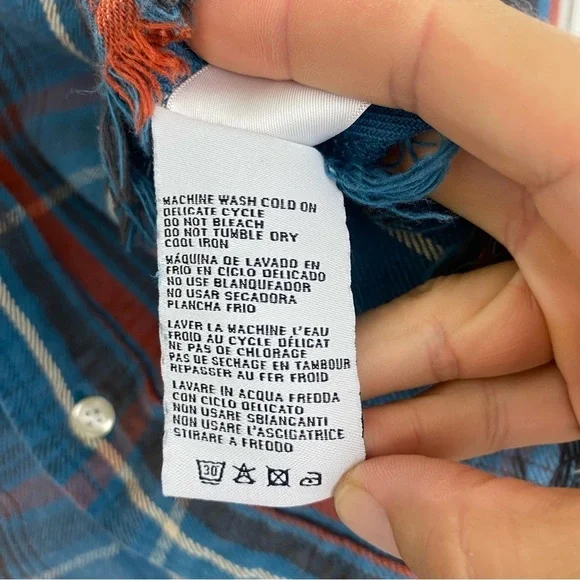 MACHINE WASH COLD ON
DELICATE CYCLE
DO NOT BLEACH
DO NOT TUMBLE DRY
COOL IRON
MÁQUINA DE LAVADO EN
FRÍO EN CICLO DELICADO
NO USE BLANQUEADOR
NO USAR SECADORA
PLANCHA FRIO
LAVER LA MACHINE L'EAU
FROID AU CYCLE DÉLICAT
NE PAS DE CHLORAGE
PAS DE SECHAGE EN TAMBOUR
REPASSER AU FER FROID
LAVARE IN ACQUA FREDDA
CON CICLO DELICATO
NON USARE SBIANCANTI
NON USARE L'ASCIGATRICE
STIRARE A FREDDO
30